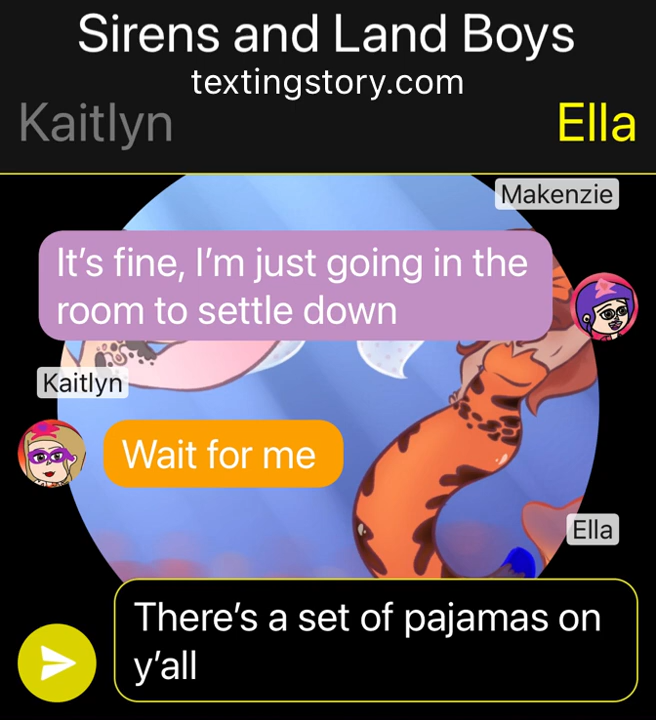 Sirens and Land Boys
textingstory.com
Kaitlyn
Ella
Makenzie
It’s fine, I’m just going in the
room to settle down
Kaitlyn
Wait for me
Ella
There’s a set of pajamas on
y’all